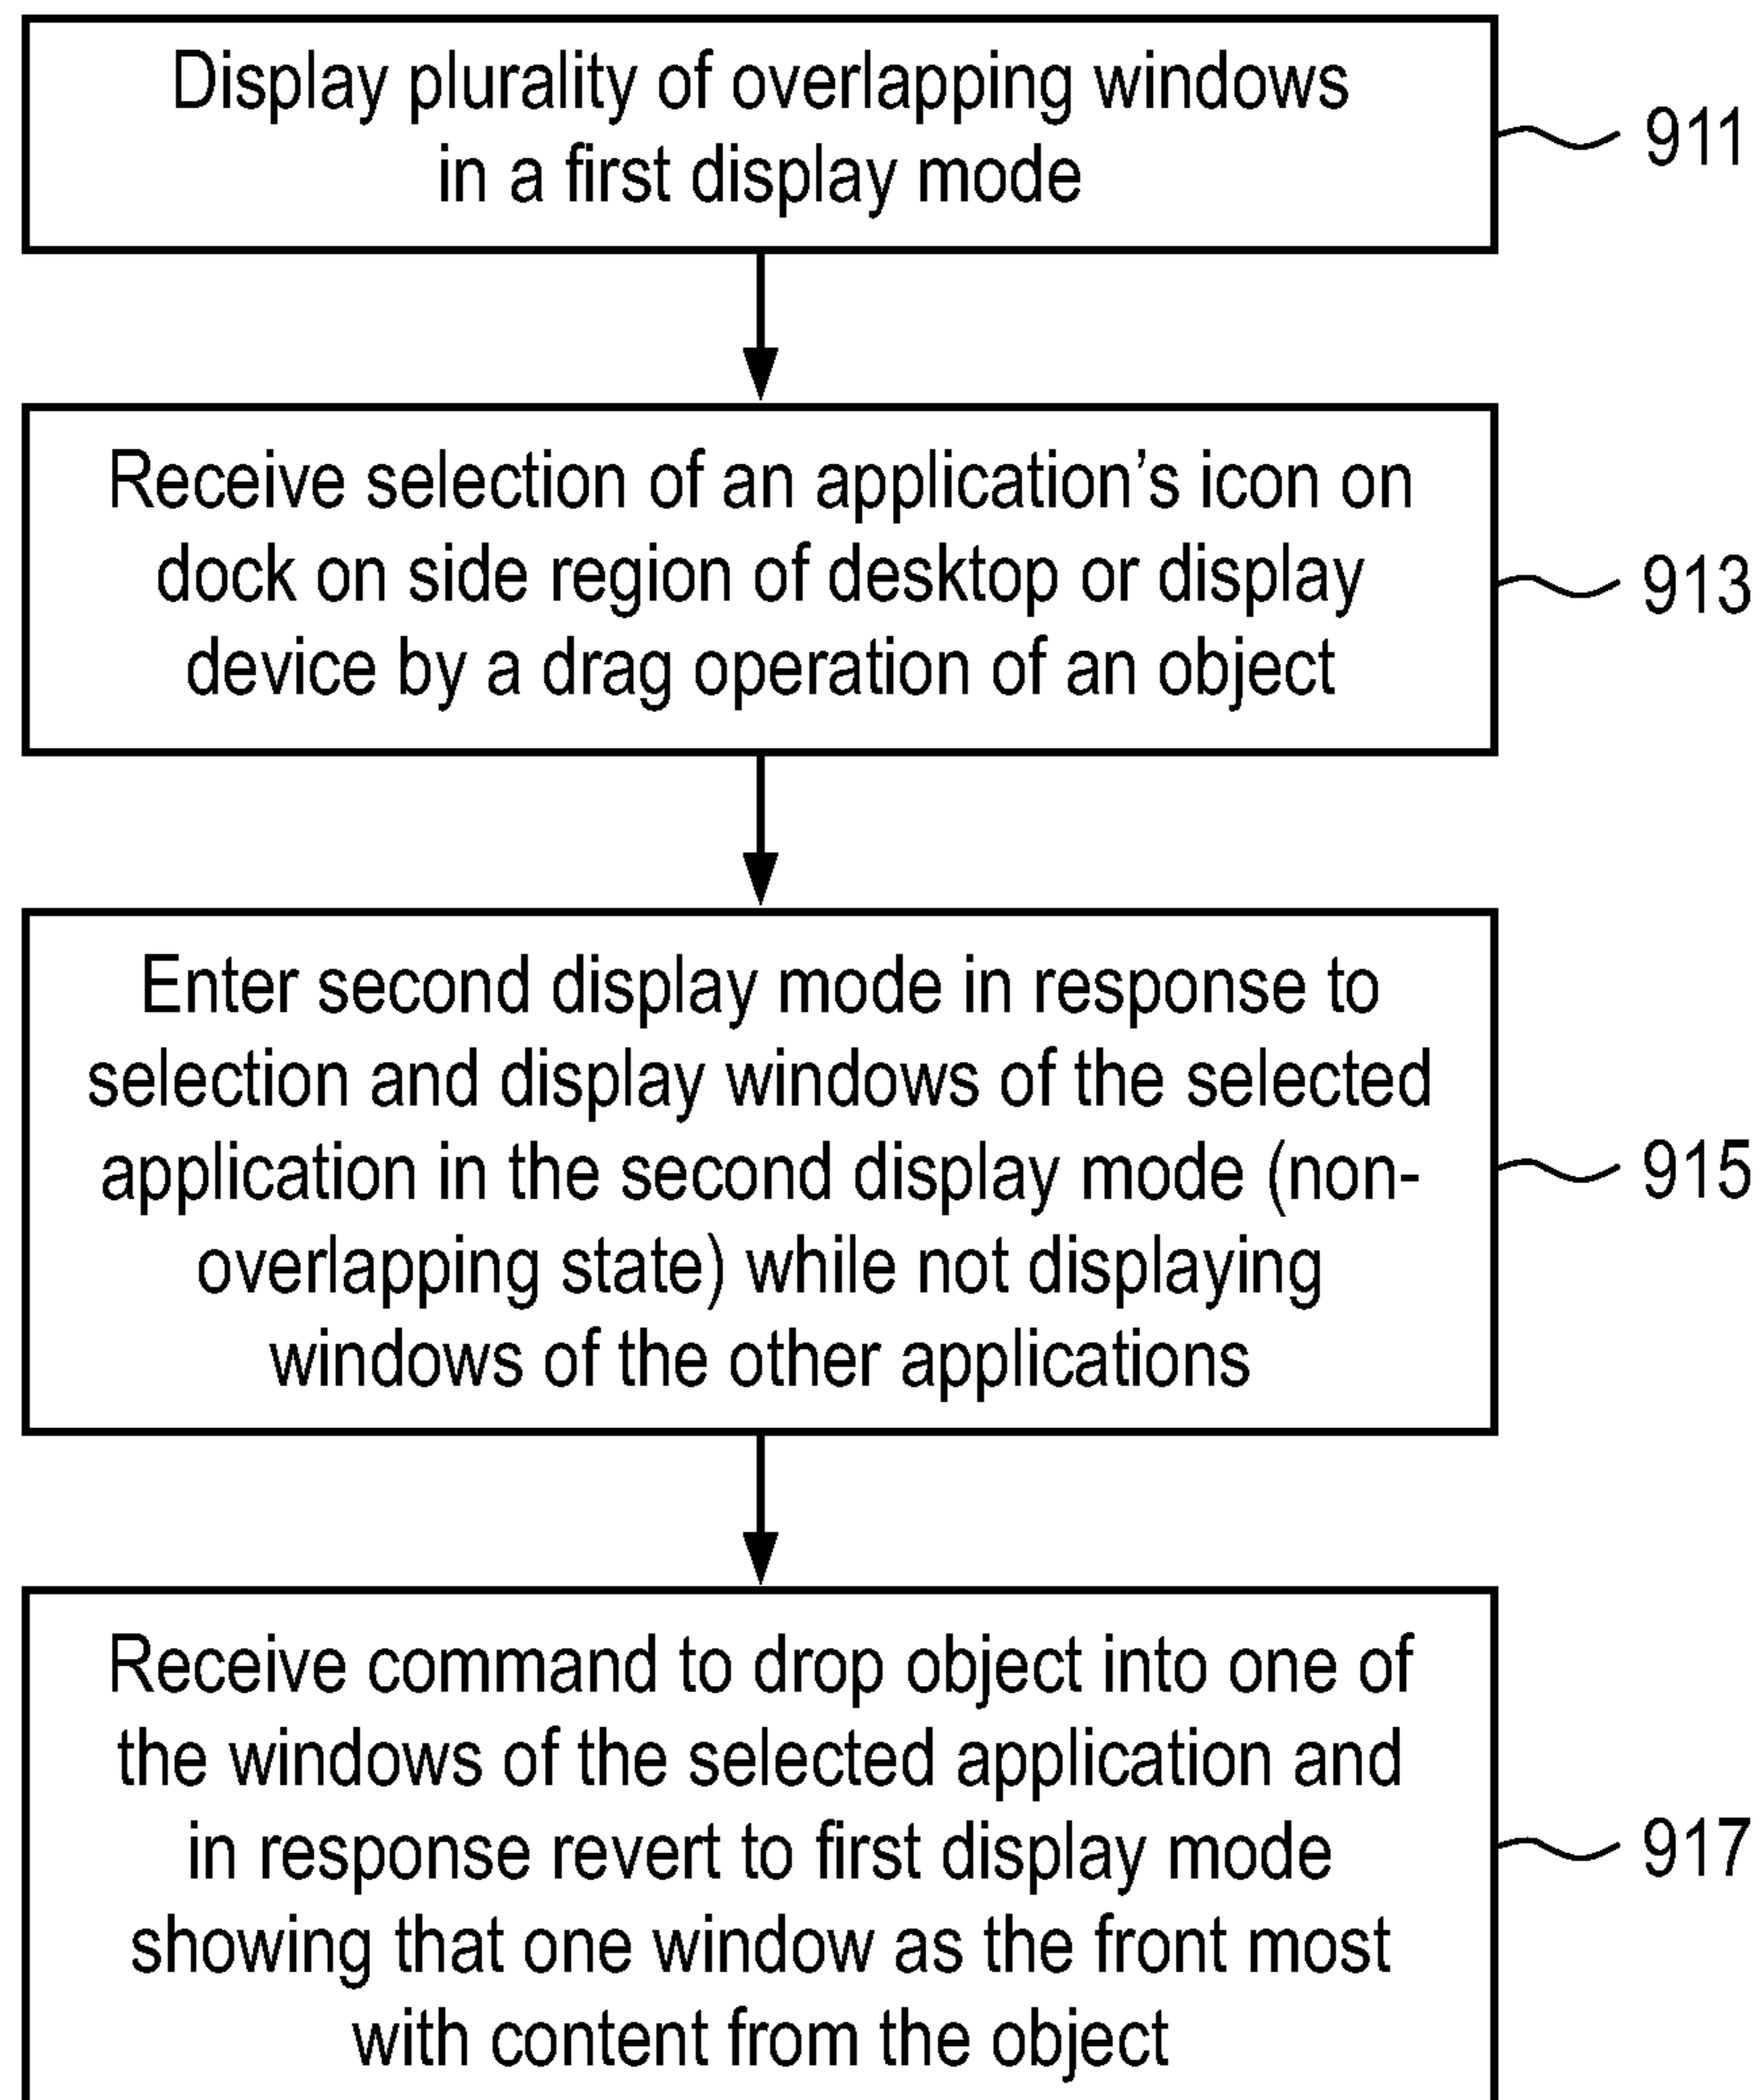 Display plurality of overlapping windows
in a first display mode
911
Receive selection of an application’s icon on
dock on side region of desktop or display
device by a drag operation of an object
913
Enter second display mode in response to
selection and display windows of the selected
application in the second display mode (non-
overlapping state) while not displaying
windows of the other applications
915
Receive command to drop object into one of
the windows of the selected application and
in response revert to first display mode
showing that one window as the front most
with content from the object
917